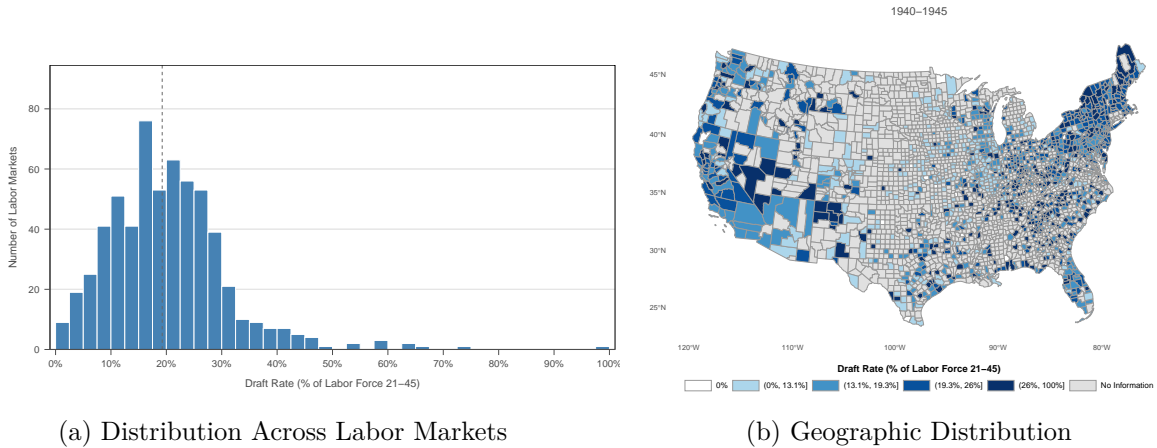 80
60
40
20
0
Number of Labor Markets
0%
10%
20%
30%
40%
50%
60%
70%
80%
90%
100%
Draft Rate (% of Labor Force 21−45)
(a) Distribution Across Labor Markets
1940−1945
45°N
40°N
35°N
30°N
25°N
120°W
110°W
100°W
90°W
80°W
Draft Rate (% of Labor Force 21−45)
0%
(0%, 13.1%]
(13.1%, 19.3%]
(19.3%, 26%]
(26%, 100%]
No Information
(b) Geographic Distribution